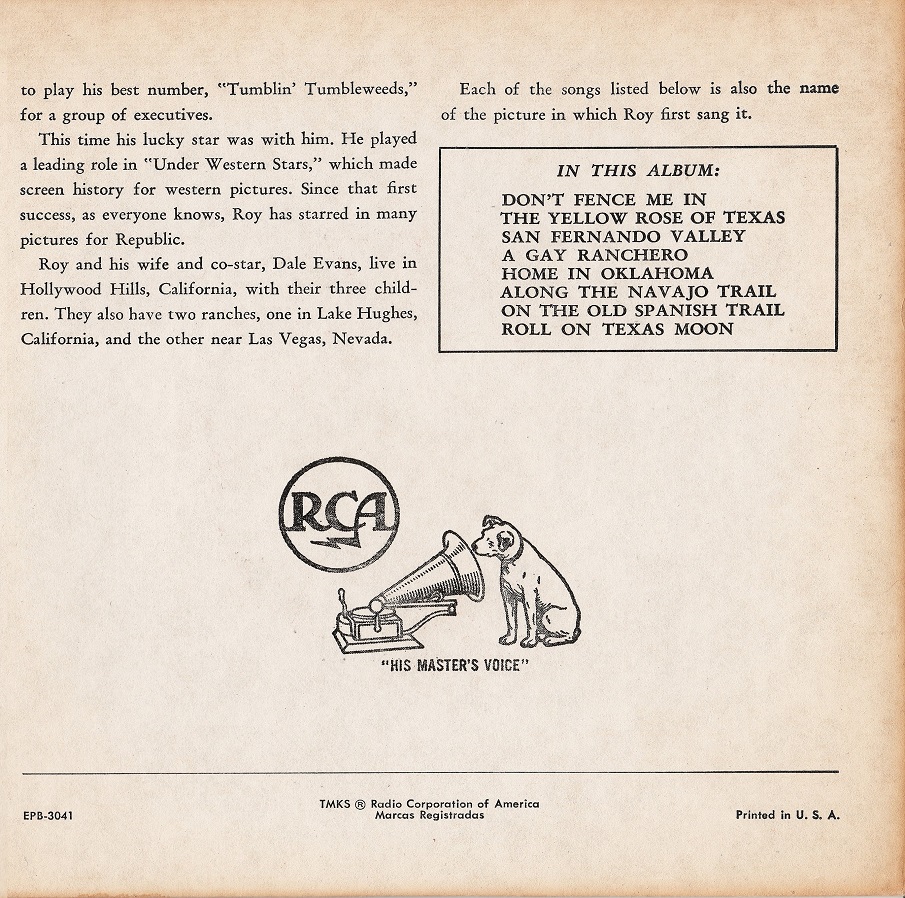 to play his best number, "Tumblin' Tumbleweeds,"
for a group of executives.
This time his lucky star was with him. He played
a leading role in "Under Western Stars," which made
screen history for western pictures. Since that first
success, as everyone knows, Roy has starred in many
pictures for Republic.
Roy and his wife and co-star, Dale Evans, live in
Hollywood Hills, California, with their three child-
ren. They also have two ranches, one in Lake Hughes,
California, and the other near Las Vegas, Nevada.
Each of the songs listed below is also the name
of the picture in which Roy first sang it.
IN THIS ALBUM:
DON'T FENCE ME IN
THE YELLOW ROSE OF TEXAS
SAN FERNANDO VALLEY
A GAY RANCHERO
HOME IN OKLAHOMA
ALONG THE NAVAJO TRAIL
ON THE OLD SPANISH TRAIL
ROLL ON TEXAS MOON
RCA
"HIS MASTER'S VOICE"
TMKS ® Radio Corporation of America
Marcas Registradas
EPB-3041
Printed in U. S. A.